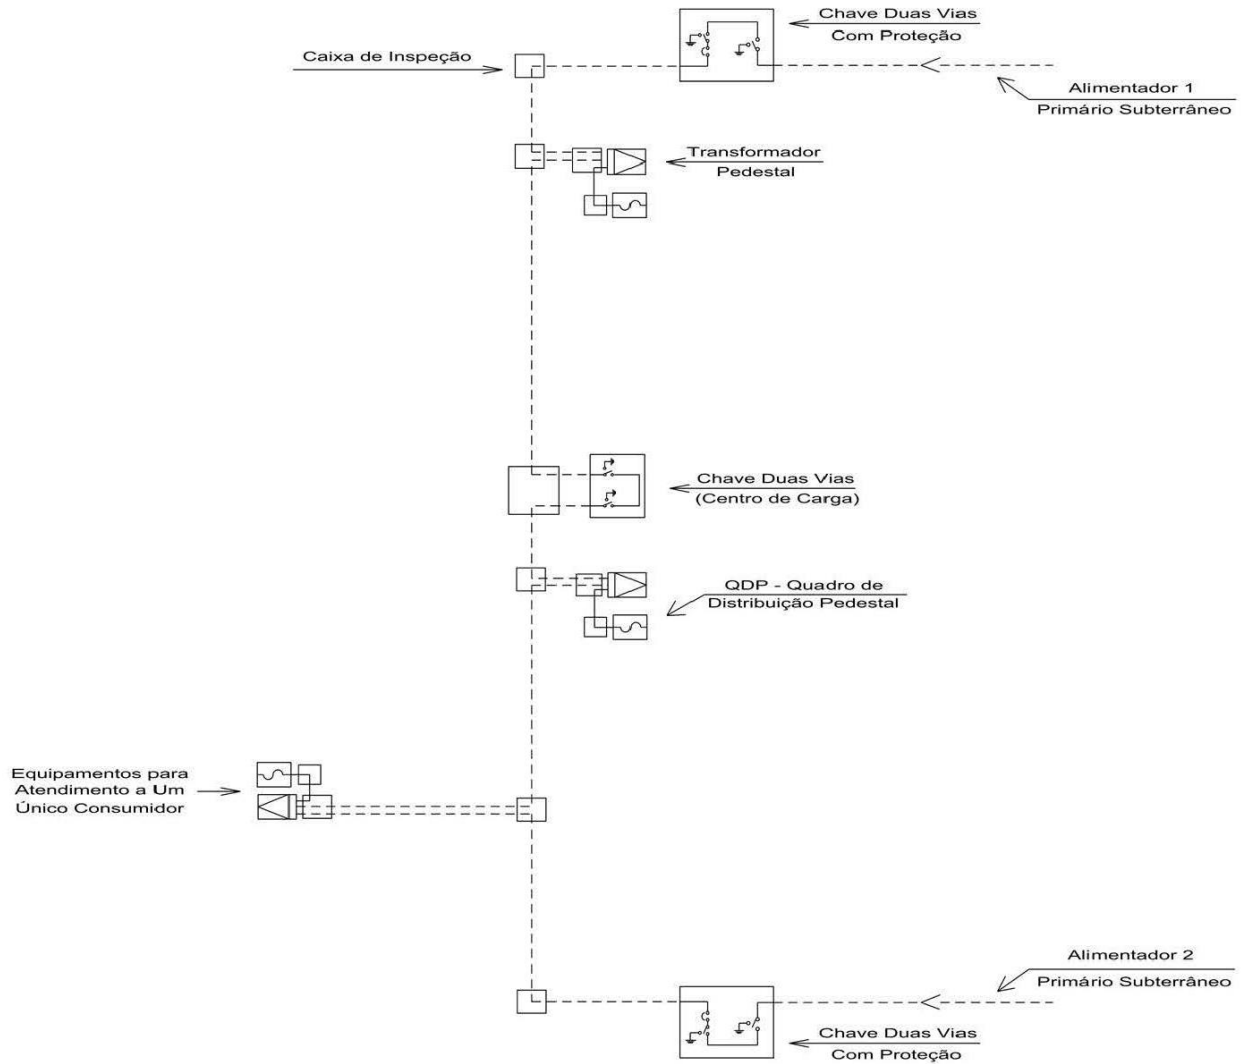 Chave Duas Vias
Com Proteção
Caixa de Inspeção
Alimentador 1
Primário Subterrâneo
Transformador
Pedestal
Chave Duas Vias
(Centro de Carga)
QDP - Quadro de
Distribuição Pedestal
Equipamentos para
Atendimento a Um
Único Consumidor
Alimentador 2
Primário Subterrâneo
Chave Duas Vias
Com Proteção